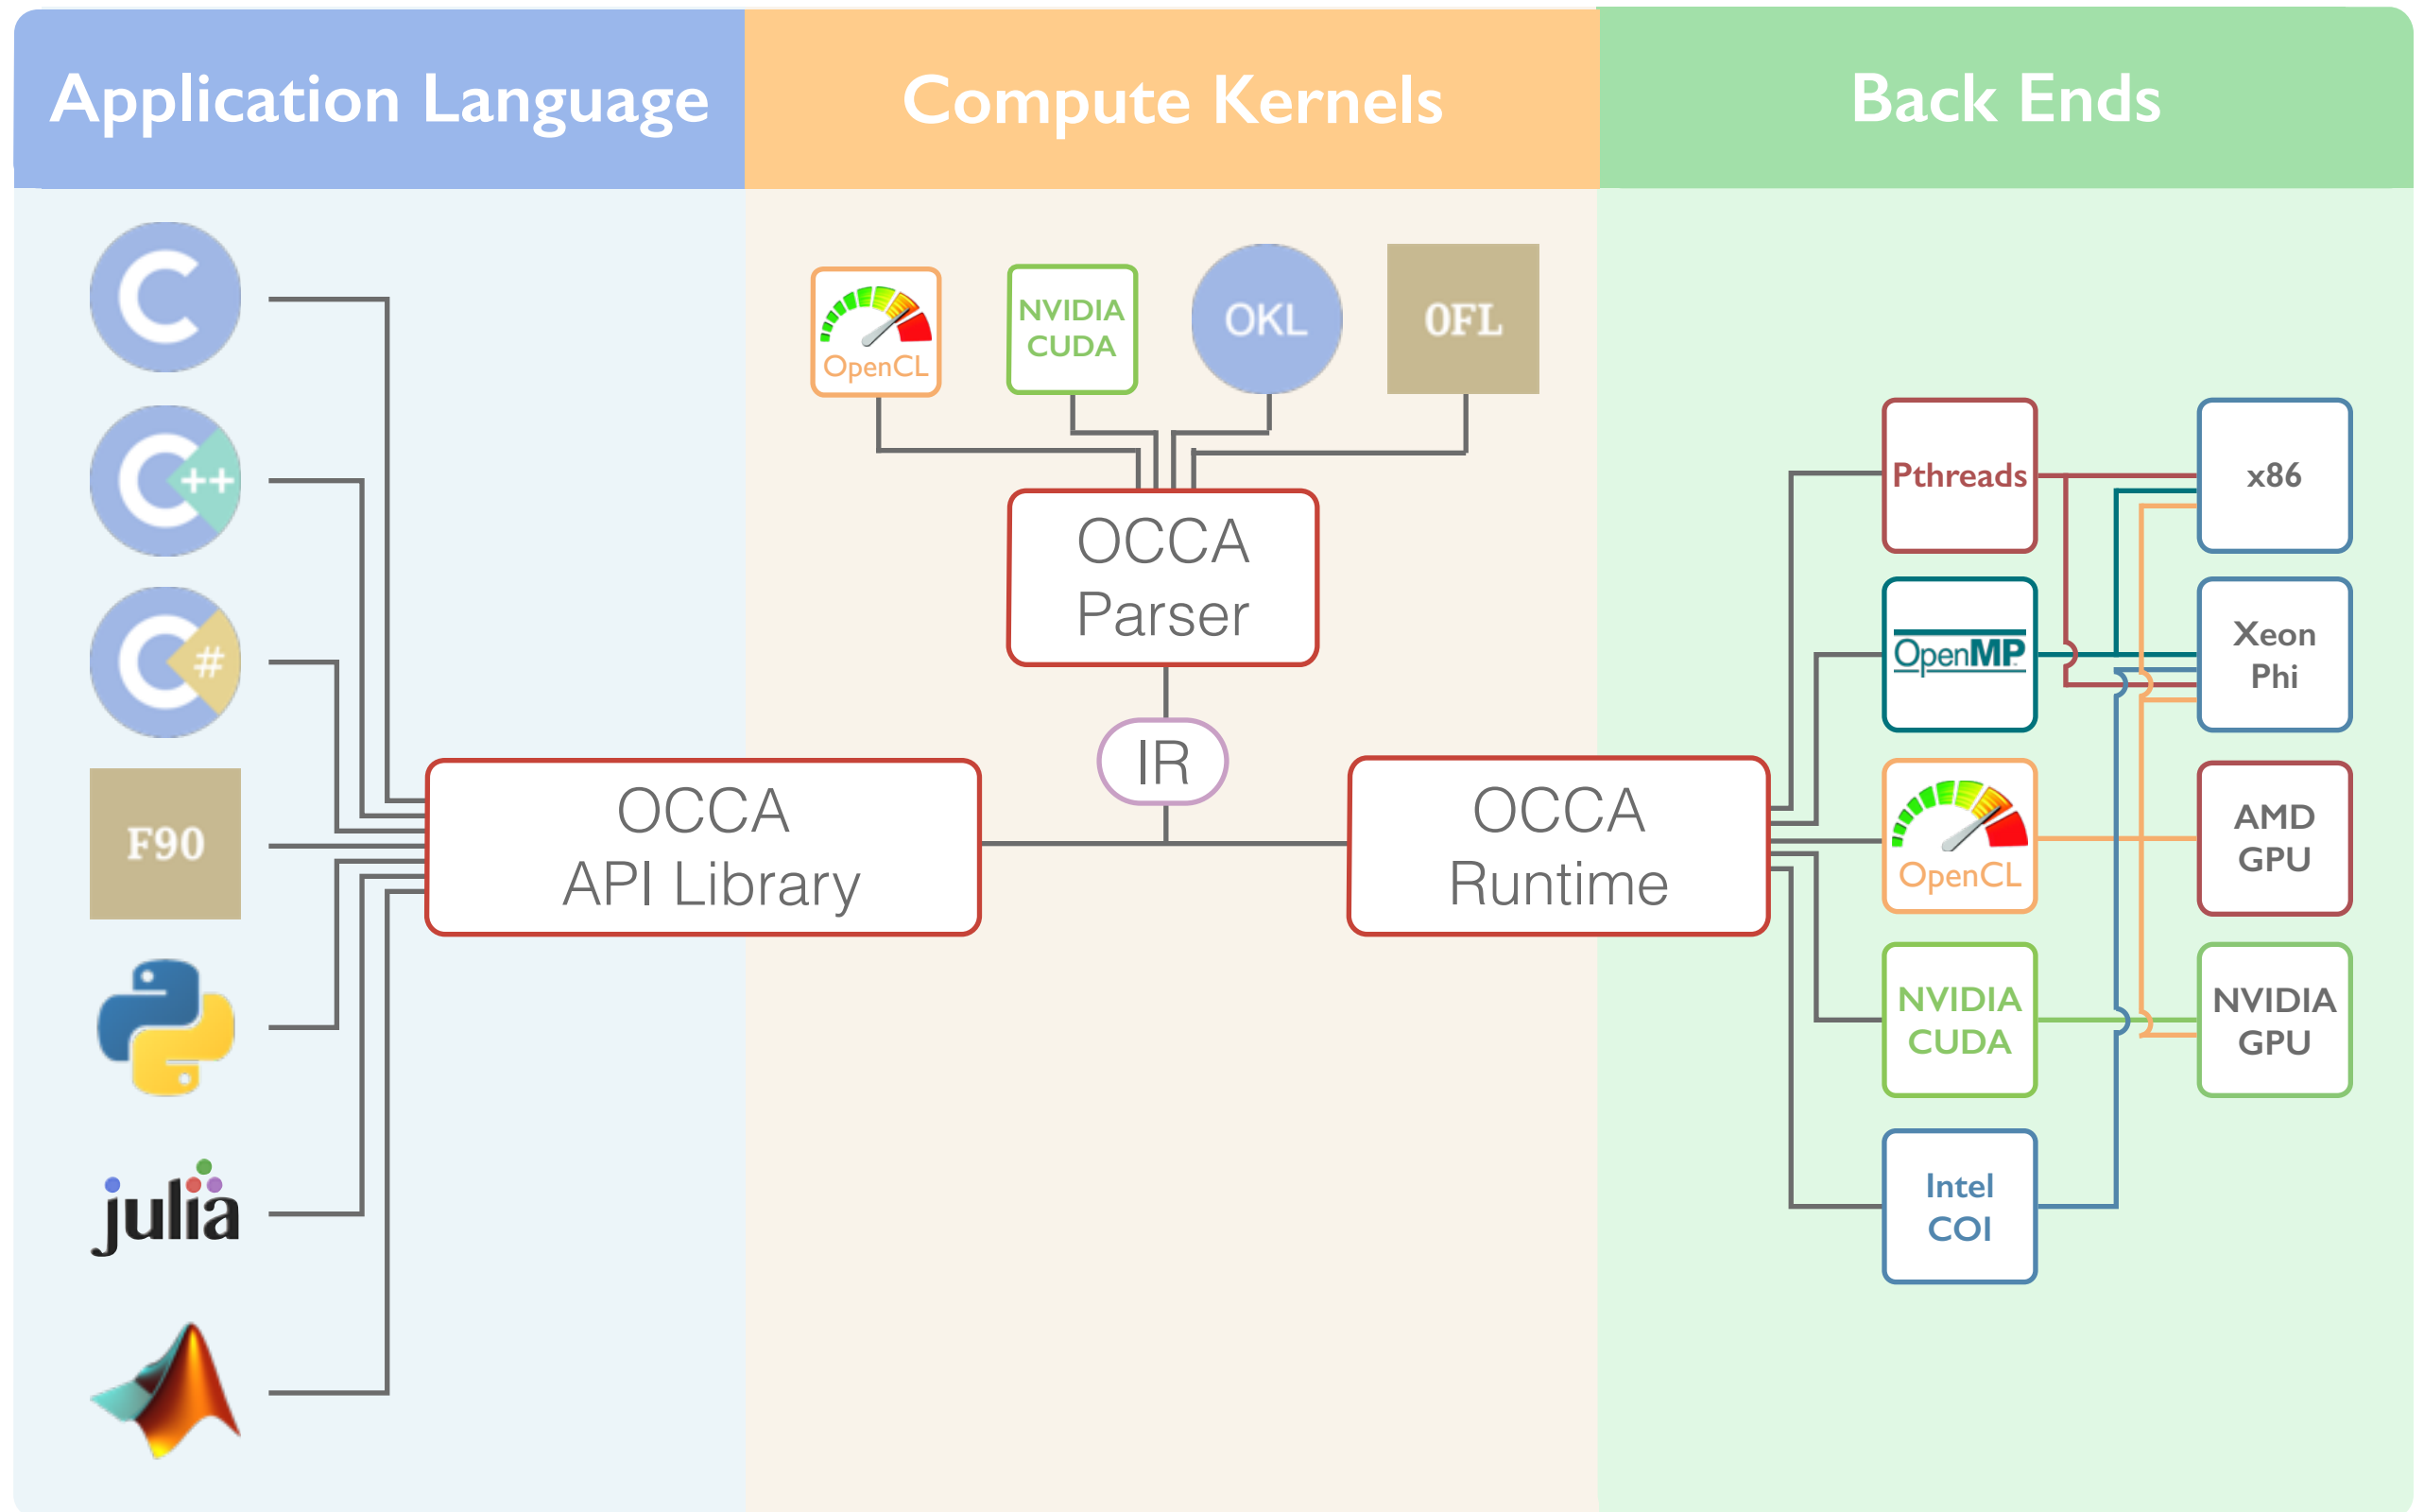 Application Language
Compute Kernels
Back Ends
C
C++
C#
F90
julia
OpenCL
NVIDIA
CUDA
OKL
OFL
OCCA
Parser
IR
OCCA
API Library
OCCA
Runtime
Pthreads
OpenMP
OpenCL
NVIDIA
CUDA
Intel
COI
x86
Xeon
Phi
AMD
GPU
NVIDIA
GPU